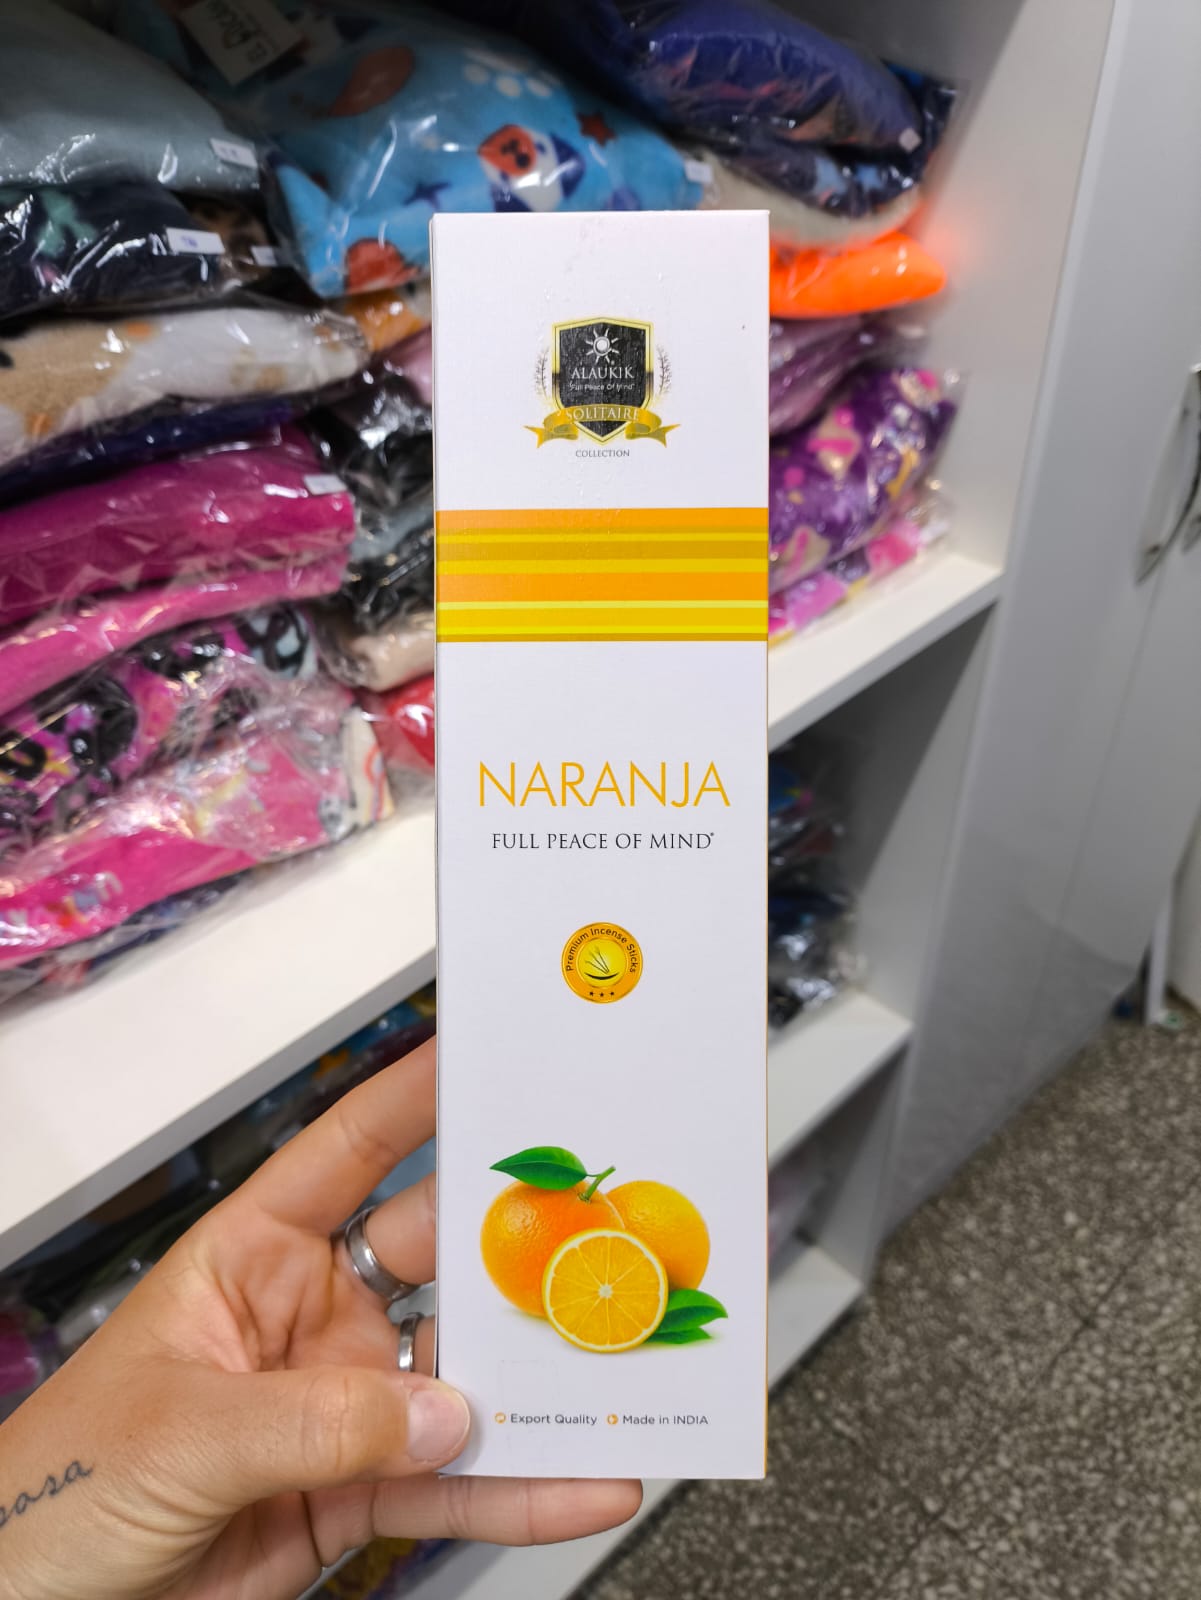 ALAUKIK
"Full Peace Of Mind"
SOLITAIRE
COLLECTION
NARANJA
FULL PEACE OF MIND*
Premium Incense Sticks
Export Quality Made in INDIA